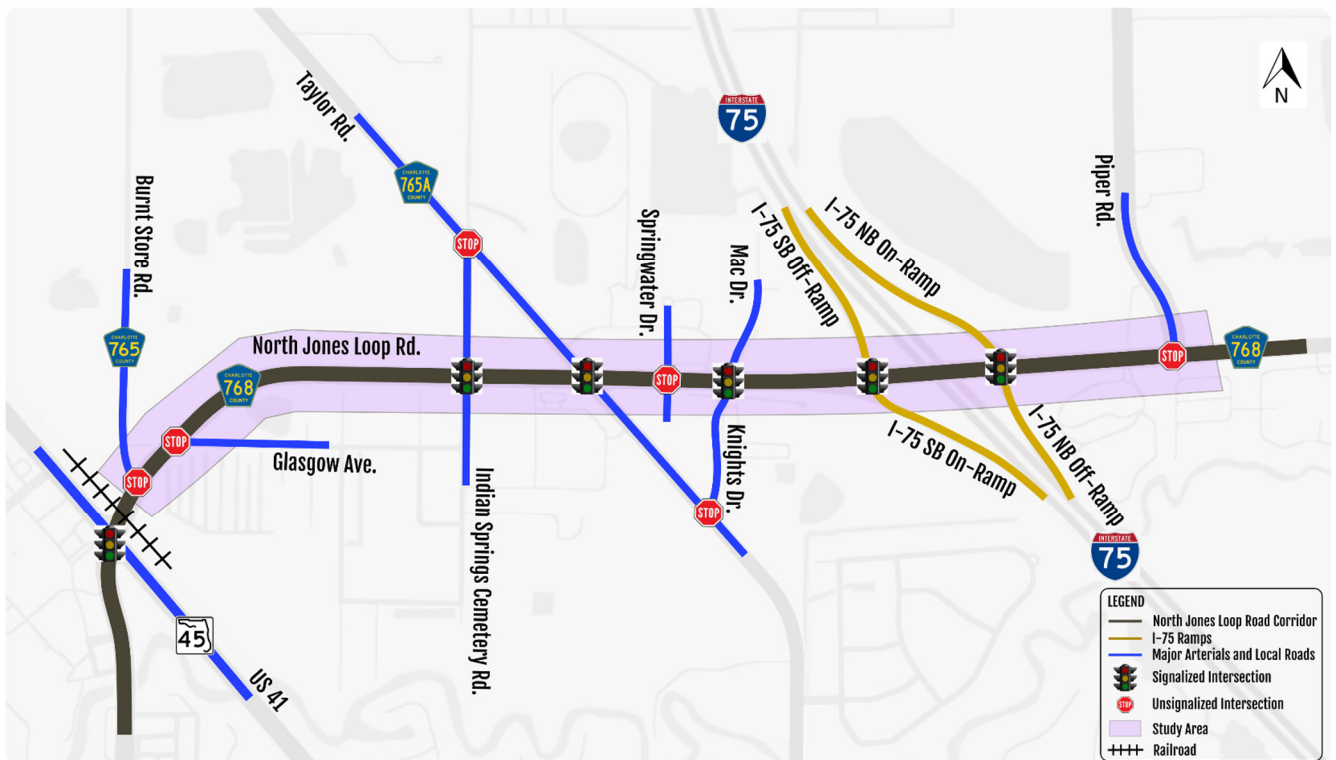 Taylor Rd.
INTERSTATE
75
N
CHARLOTTE
765A
COUNTY
Piper Rd.
Burnt Store Rd.
STOP
Springwater Dr.
I-75 SB Off-Ramp
I-75 NB On-Ramp
Mac Dr.
CHARLOTTE
765
COUNTY
North Jones Loop Rd.
CHARLOTTE
768
COUNTY
STOP
STOP
CHARLOTTE
768
COUNTY
STOP
Glasgow Ave.
STOP
Indian Springs Cemetery Rd.
Knights Dr.
STOP
I-75 SB On-Ramp
I-75 NB Off-Ramp
INTERSTATE
75
45
US 41
LEGEND
North Jones Loop Road Corridor
I-75 Ramps
Major Arterials and Local Roads
Signalized Intersection
STOP
Unsignalized Intersection
Study Area
Railroad